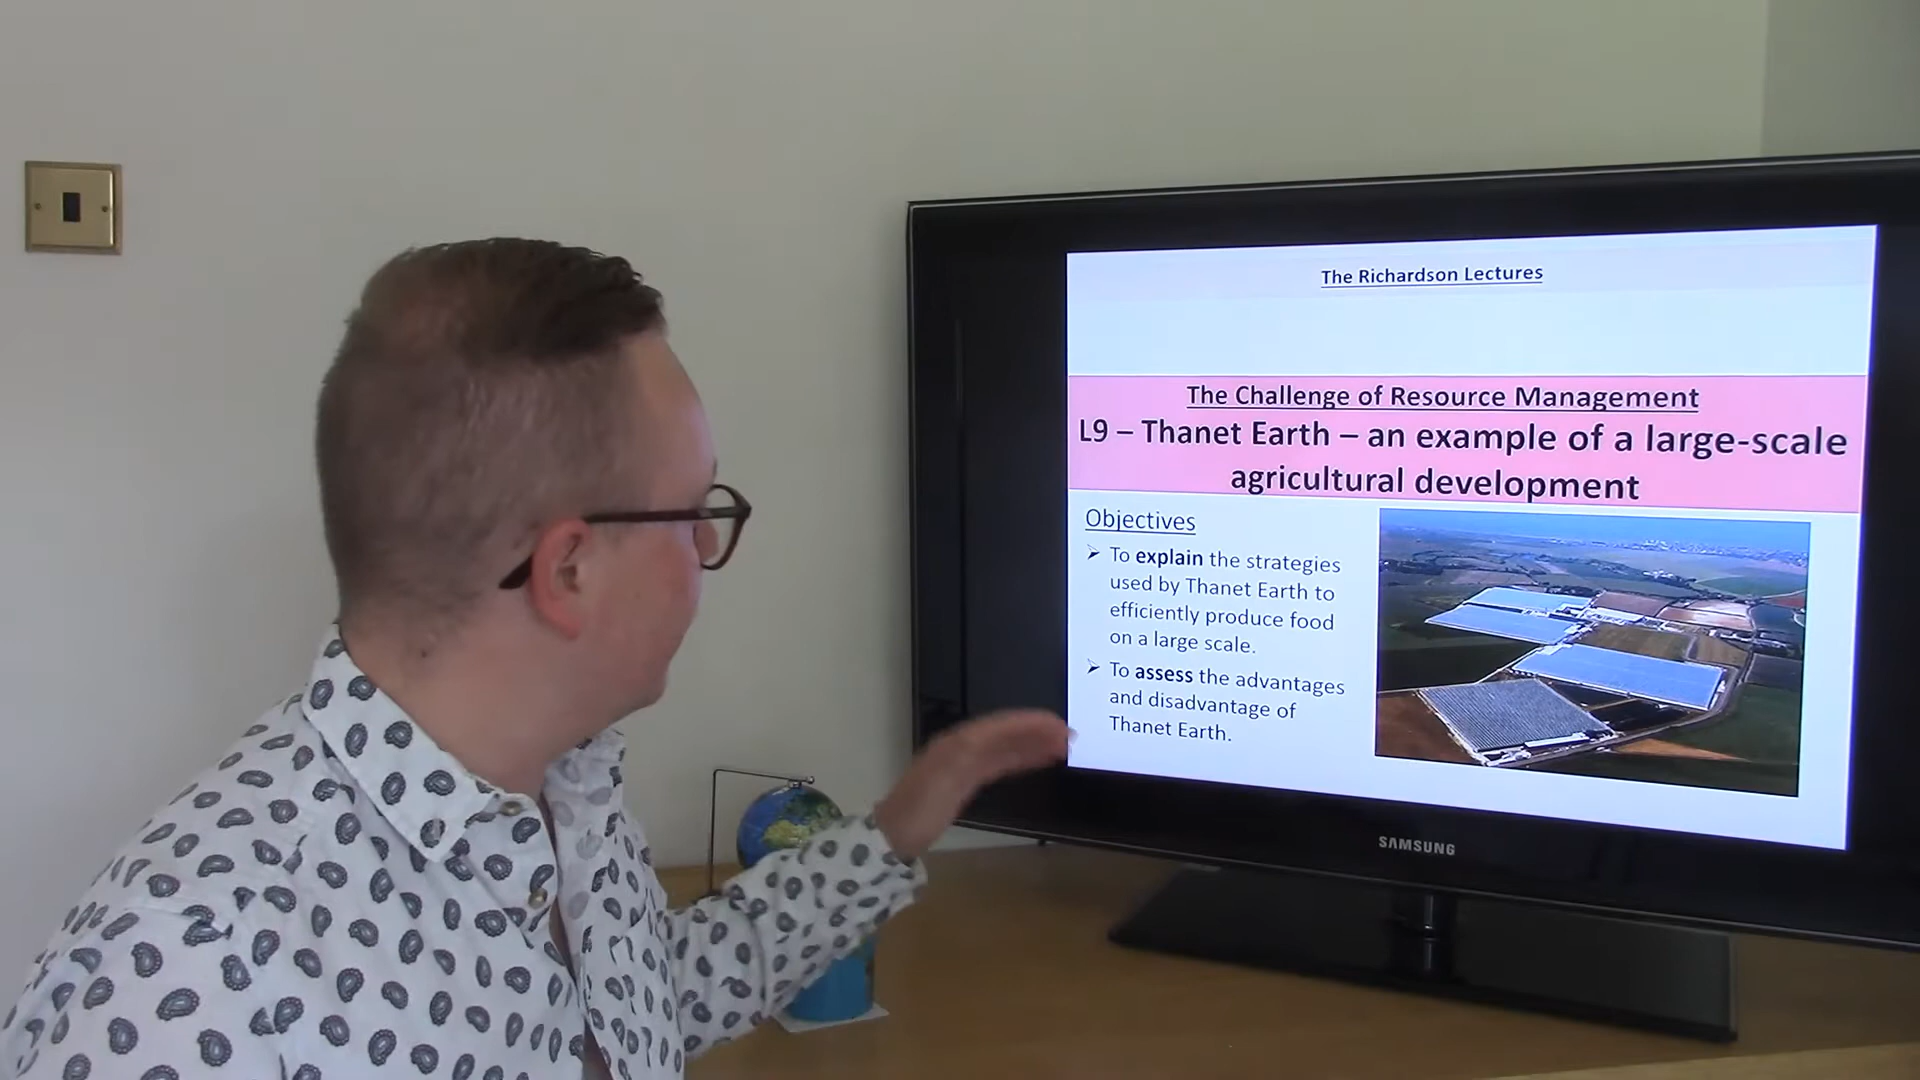 The Richardson Lectures
The Challenge of Resource Management
L9 – Thanet Earth – an example of a large-scale
agricultural development
Objectives
➢ To explain the strategies
used by Thanet Earth to
efficiently produce food
on a large scale.
➢ To assess the advantages
and disadvantage of
Thanet Earth.
SAMSUNG